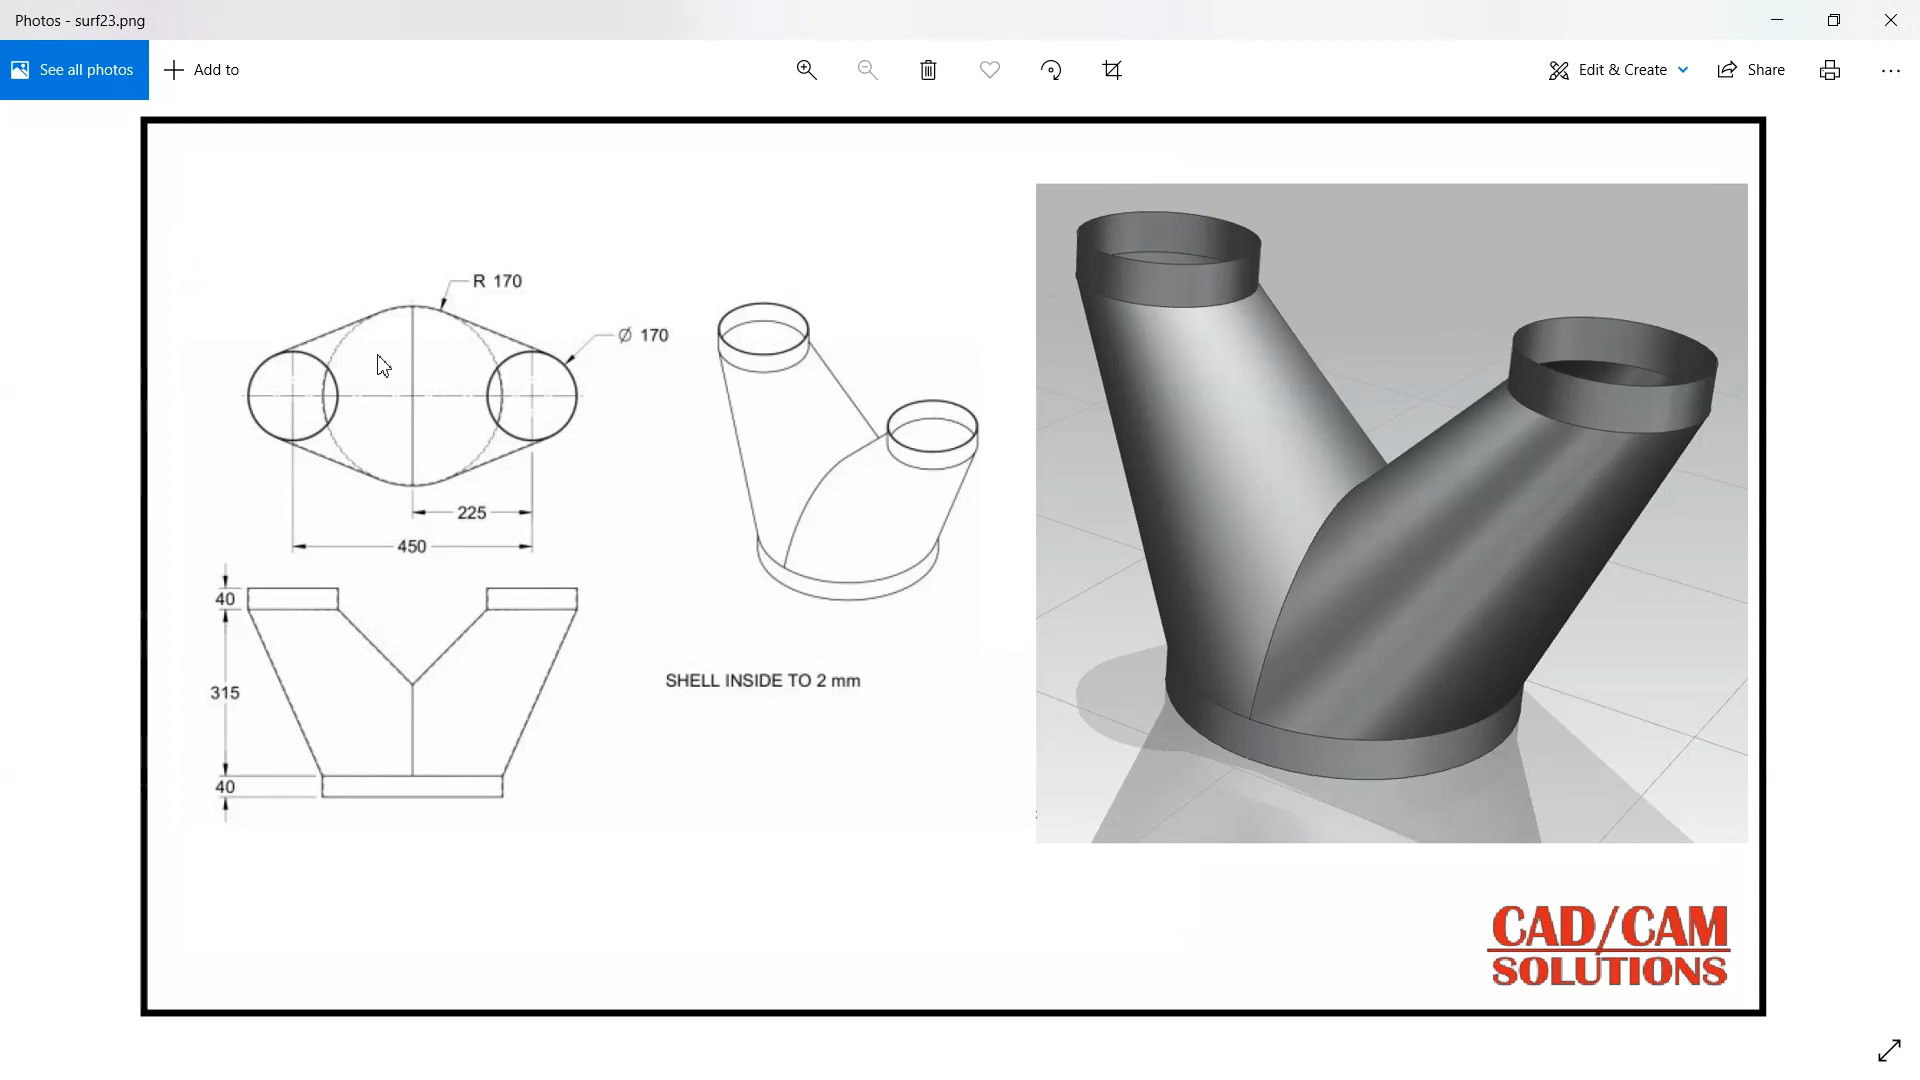 Photos - surf23.png
See all photos
Add to
Edit & Create
Share
R 170
Ø 170
225
450
40
315
40
SHELL INSIDE TO 2 mm
CAD/CAM
SOLUTIONS